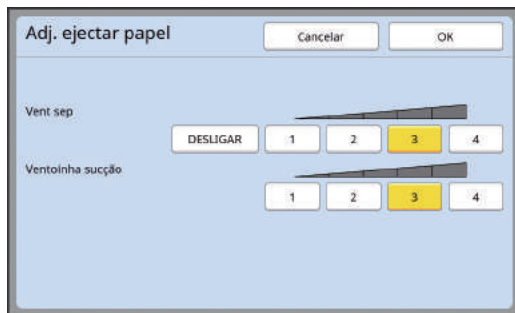 Adj. ejectar papel Cancelar OK
Vent sep
DESLIGAR 1 2 3 4
Ventoinha sucção
1 2 3 4